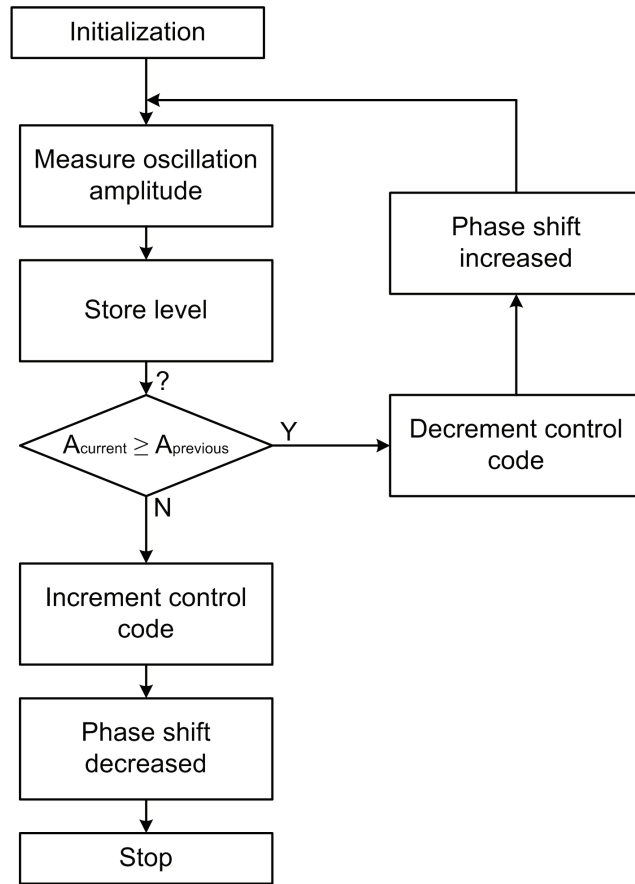 Initialization
Measure oscillation
amplitude
Store level
?
Acurrent ≥ Aprevious
Y
N
Decrement control
code
Phase shift
increased
Increment control
code
Phase shift
decreased
Stop